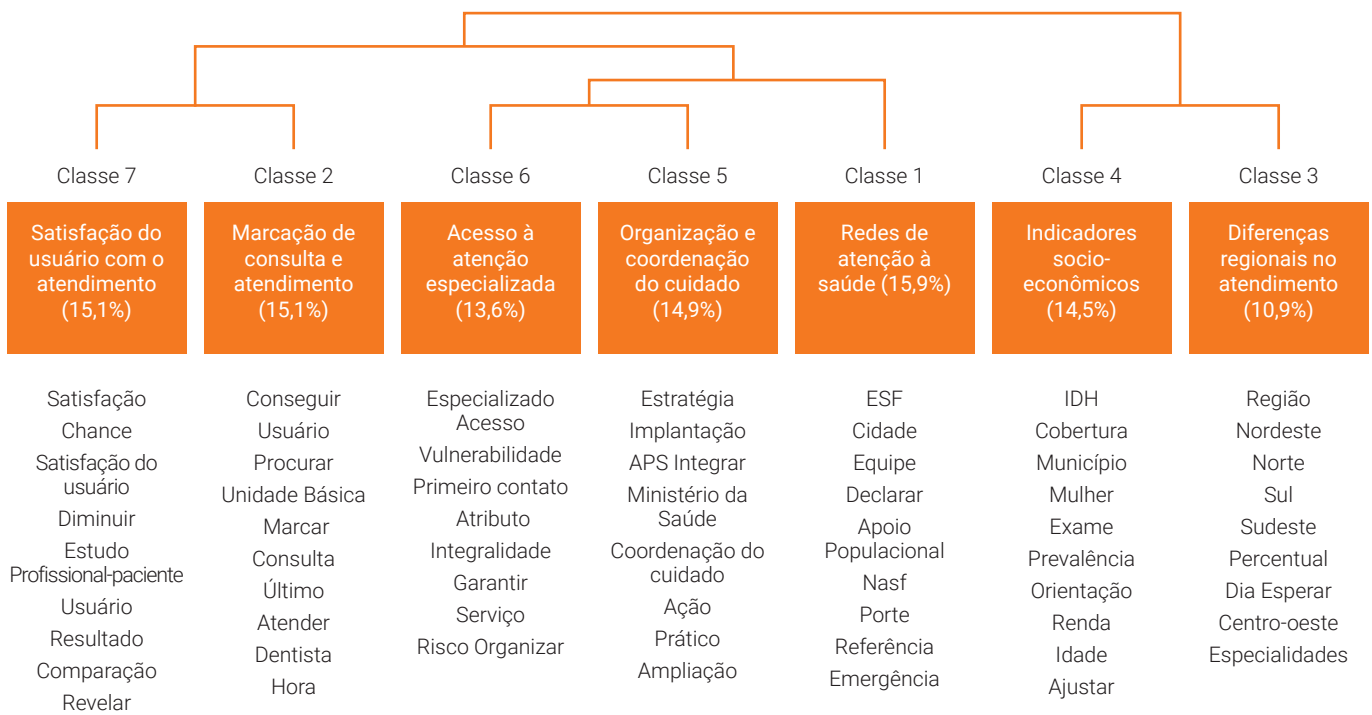 Classe 7
Classe 2
Classe 6
Classe 5
Classe 1
Classe 4
Classe 3
Satisfação do
usuário com o
atendimento
(15,1%)
Marcação de
consulta e
atendimento
(15,1%)
Acesso à
atenção
especializada
(13,6%)
Organização e
coordenação
do cuidado
(14,9%)
Redes de
atenção à
saúde (15,9%)
Indicadores
socio-
econômicos
(14,5%)
Diferenças
regionais no
atendimento
(10,9%)
Satisfação
Chance
Satisfação do
usuário
Diminuir
Estudo
Profissional-paciente
Usuário
Resultado
Comparação
Revelar
Conseguir
Usuário
Procurar
Unidade Básica
Marcar
Consulta
Último
Atender
Dentista
Hora
Especializado
Acesso
Vulnerabilidade
Primeiro contato
Atributo
Integralidade
Garantir
Serviço
Risco Organizar
Estratégia
Implantação
APS Integrar
Ministério da
Saúde
Coordenação do
cuidado
Ação
Prático
Ampliação
ESF
Cidade
Equipe
Declarar
Apoio
Populacional
Nasf
Porte
Referência
Emergência
IDH
Cobertura
Município
Mulher
Exame
Prevalência
Orientação
Renda
Idade
Ajustar
Região
Nordeste
Norte
Sul
Sudeste
Percentual
Dia Esperar
Centro-oeste
Especialidades